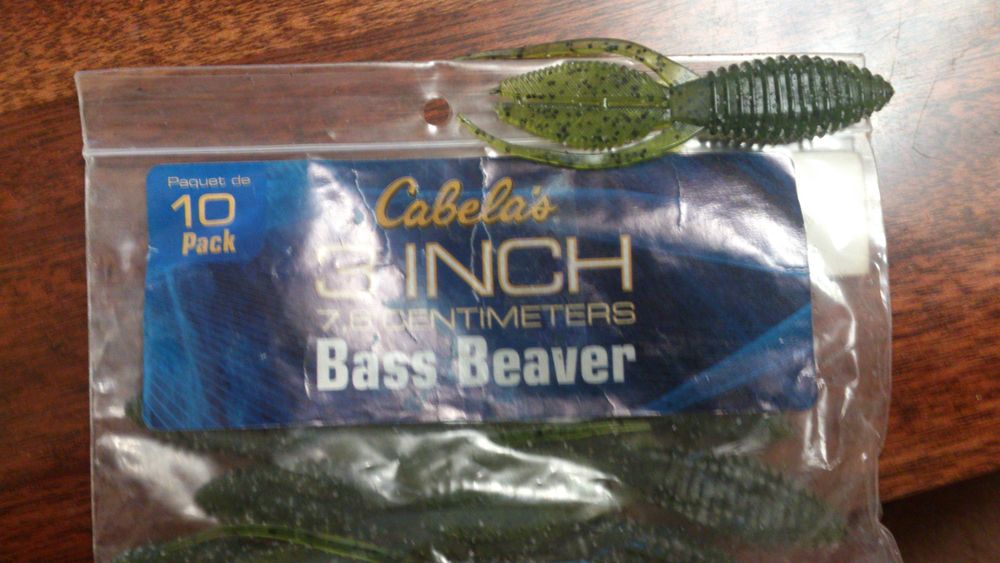 Paquet de
10
Pack
Cabela's
3 INCH
7.6 CENTIMETERS
Bass Beaver